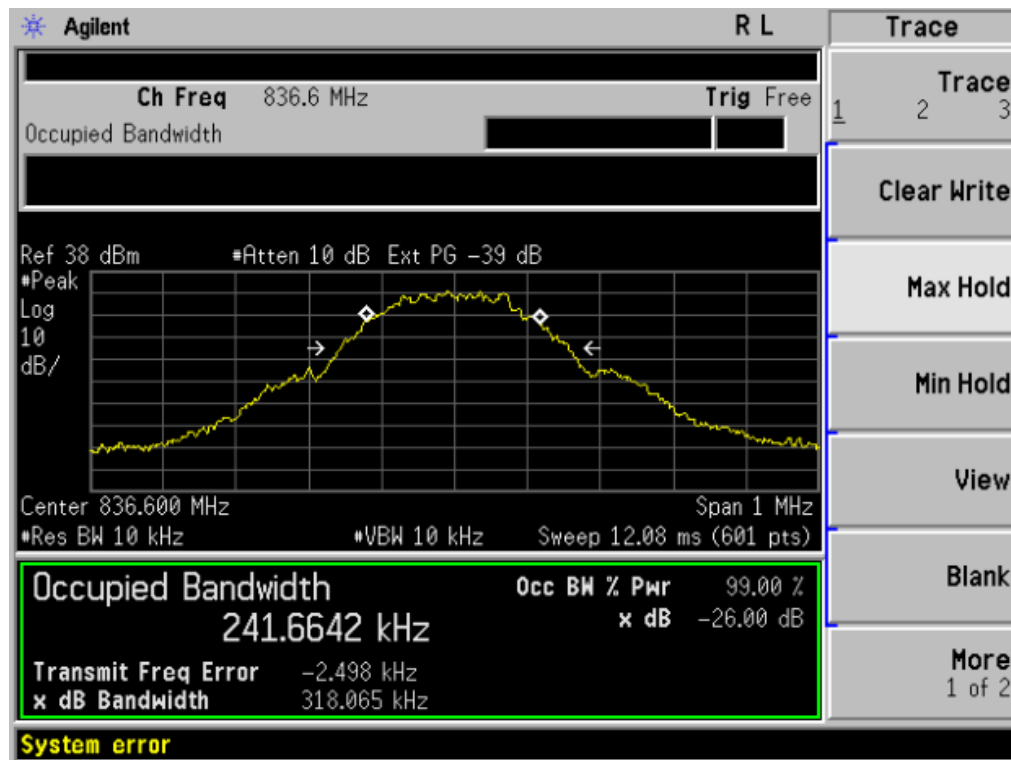 Agilent R L Trace
Ch Freq 836.6 MHz Trig Free
Occupied Bandwidth
Trace
1 2 3
Clear Write
Max Hold
Min Hold
View
Blank
More
1 of 2
Ref 38 dBm #Atten 10 dB Ext PG -39 dB
#Peak
Log
10
dB/
Center 836.600 MHz Span 1 MHz
#Res BW 10 kHz #VBW 10 kHz Sweep 12.08 ms (601 pts)
Occupied Bandwidth Occ BW % Pwr 99.00 %
241.6642 kHz x dB -26.00 dB
Transmit Freq Error -2.498 kHz
x dB Bandwidth 318.065 kHz
System error